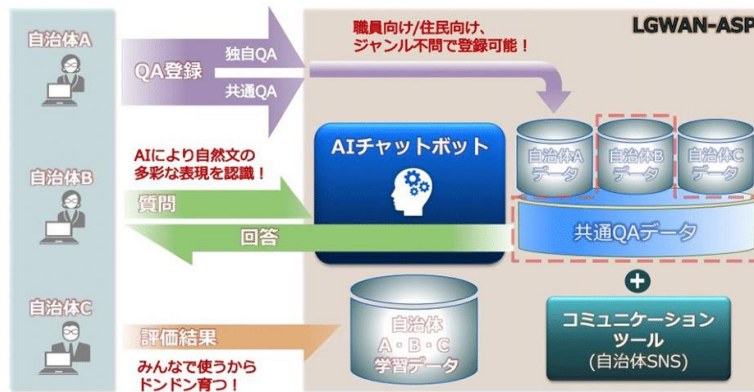 自治体A
QA登録
独自QA
共通QA
職員向け/住民向け、
ジャンル不問で登録可能！
LGWAN-ASP
自治体B
AIにより自然文の
多彩な表現を認識！
質問
回答
AIチャットボット
自治体A
データ
自治体B
データ
自治体C
データ
共通QAデータ
自治体C
評価結果
みんなで使うから
ドンドン育つ！
自治体
A・B・C
学習データ
コミュニケーション
ツール
(自治体SNS)